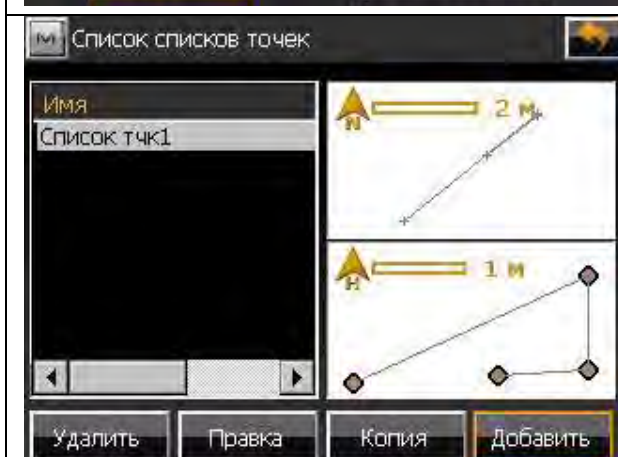 Список списков точек
Имя
Список тчк1
N
2 м
H
1 м
Удалить
Правка
Копия
Добавить